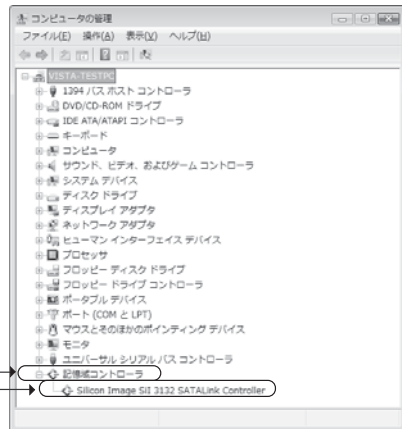 コンピュータの管理
ファイル(F) 操作(A) 表示(V) ヘルプ(H)
VISTA-TESTPC
1394 バス ホスト コントローラ
DVD/CD-ROM ドライブ
IDE ATA/ATAPI コントローラ
キーボード
コンピュータ
サウンド、ビデオ、およびゲーム コントローラ
システム デバイス
ディスク ドライブ
ディスプレイ アダプタ
ネットワーク アダプタ
ヒューマン インターフェイス デバイス
プロセッサ
フロッピー ディスク ドライブ
フロッピー ドライブ コントローラ
ポータブル デバイス
ポート (COM と LPT)
マウスとそのほかのポインティング デバイス
モニタ
ユニバーサル シリアル バス コントローラ
記憶域コントローラ
Silicon Image SiI 3132 SATALink Controller